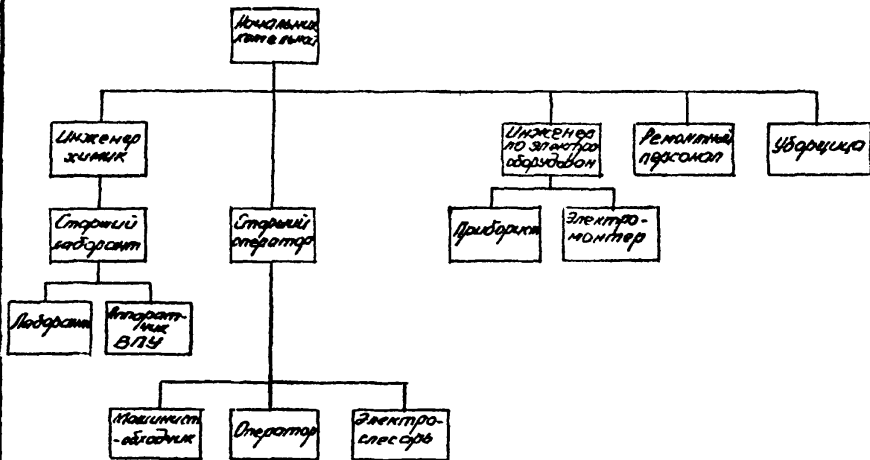 Начальник
котельной
Инженер
химик
Инженер
по электро
оборудован
Ремонтный
персонал
Уборщица
Старший
лаборант
Старший
оператор
Приборист
Электро-
монтер
Лаборант
Аппарат-
чик
ВПУ
Машинист
-обходчик
Оператор
Электро-
слесарь